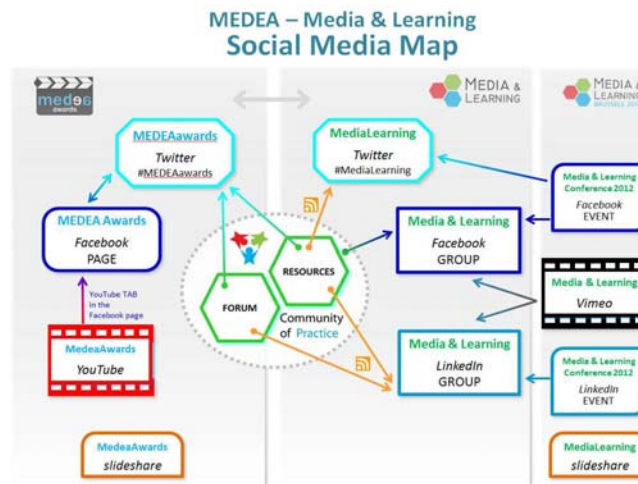 MEDEA – Media & Learning
Social Media Map
medea
awards
MEDIA &
LEARNING
MEDIA &
LEARNING
MEDEAawards
Twitter
#MEDEAawards
MediaLearning
Twitter
#MediaLearning
Media & Learning
Conference 2012
Facebook
EVENT
MEDEA Awards
Facebook
PAGE
Media & Learning
Facebook
GROUP
RESOURCES
FORUM
Community
of Practice
YouTube TAB
in the
Facebook page
Media & Learning
Vimeo
MedeaAwards
YouTube
Media & Learning
LinkedIn
GROUP
Media & Learning
Conference 2012
LinkedIn
EVENT
MedeaAwards
slideshare
MediaLearning
slideshare